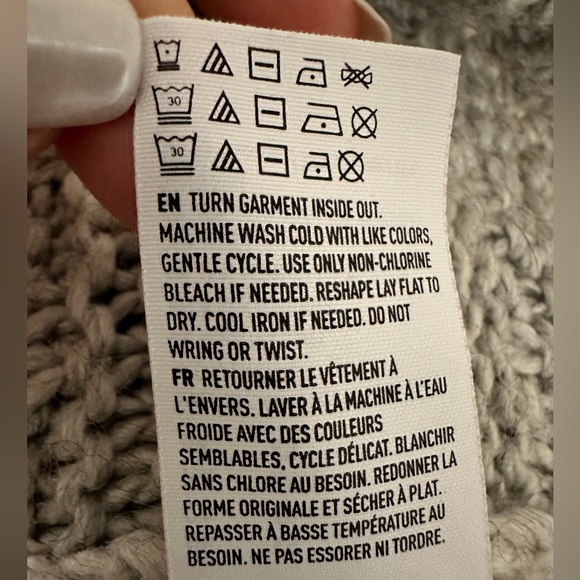 30
30
EN TURN GARMENT INSIDE OUT.
MACHINE WASH COLD WITH LIKE COLORS,
GENTLE CYCLE. USE ONLY NON-CHLORINE
BLEACH IF NEEDED. RESHAPE LAY FLAT TO
DRY. COOL IRON IF NEEDED. DO NOT
WRING OR TWIST.
FR RETOURNER LE VÊTEMENT À
L'ENVERS. LAVER À LA MACHINE À L'EAU
FROIDE AVEC DES COULEURS
SEMBLABLES, CYCLE DÉLICAT. BLANCHIR
SANS CHLORE AU BESOIN. REDONNER LA
FORME ORIGINALE ET SÉCHER À PLAT.
REPASSER À BASSE TEMPÉRATURE AU
BESOIN. NE PAS ESSORER NI TORDRE.